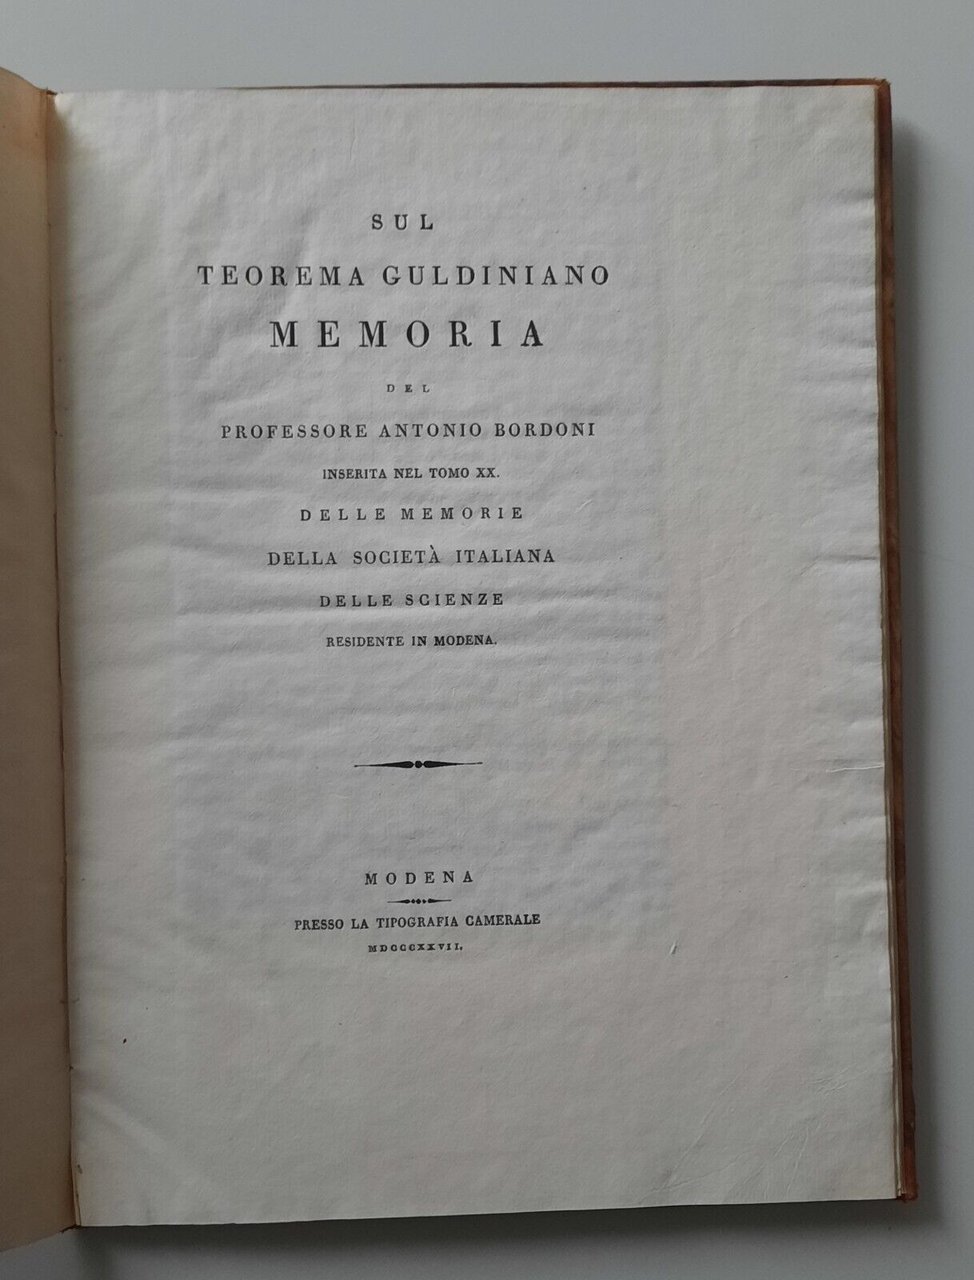 SUL
TEOREMA GULDINIANO
MEMORIA
DEL
PROFESSORE ANTONIO BORDONI
INSERITA NEL TOMO XX.
DELLE MEMORIE
DELLA SOCIETÀ ITALIANA
DELLE SCIENZE
RESIDENTE IN MODENA.
MODENA
PRESSO LA TIPOGRAFIA CAMERALE
MDCCCXXVII.